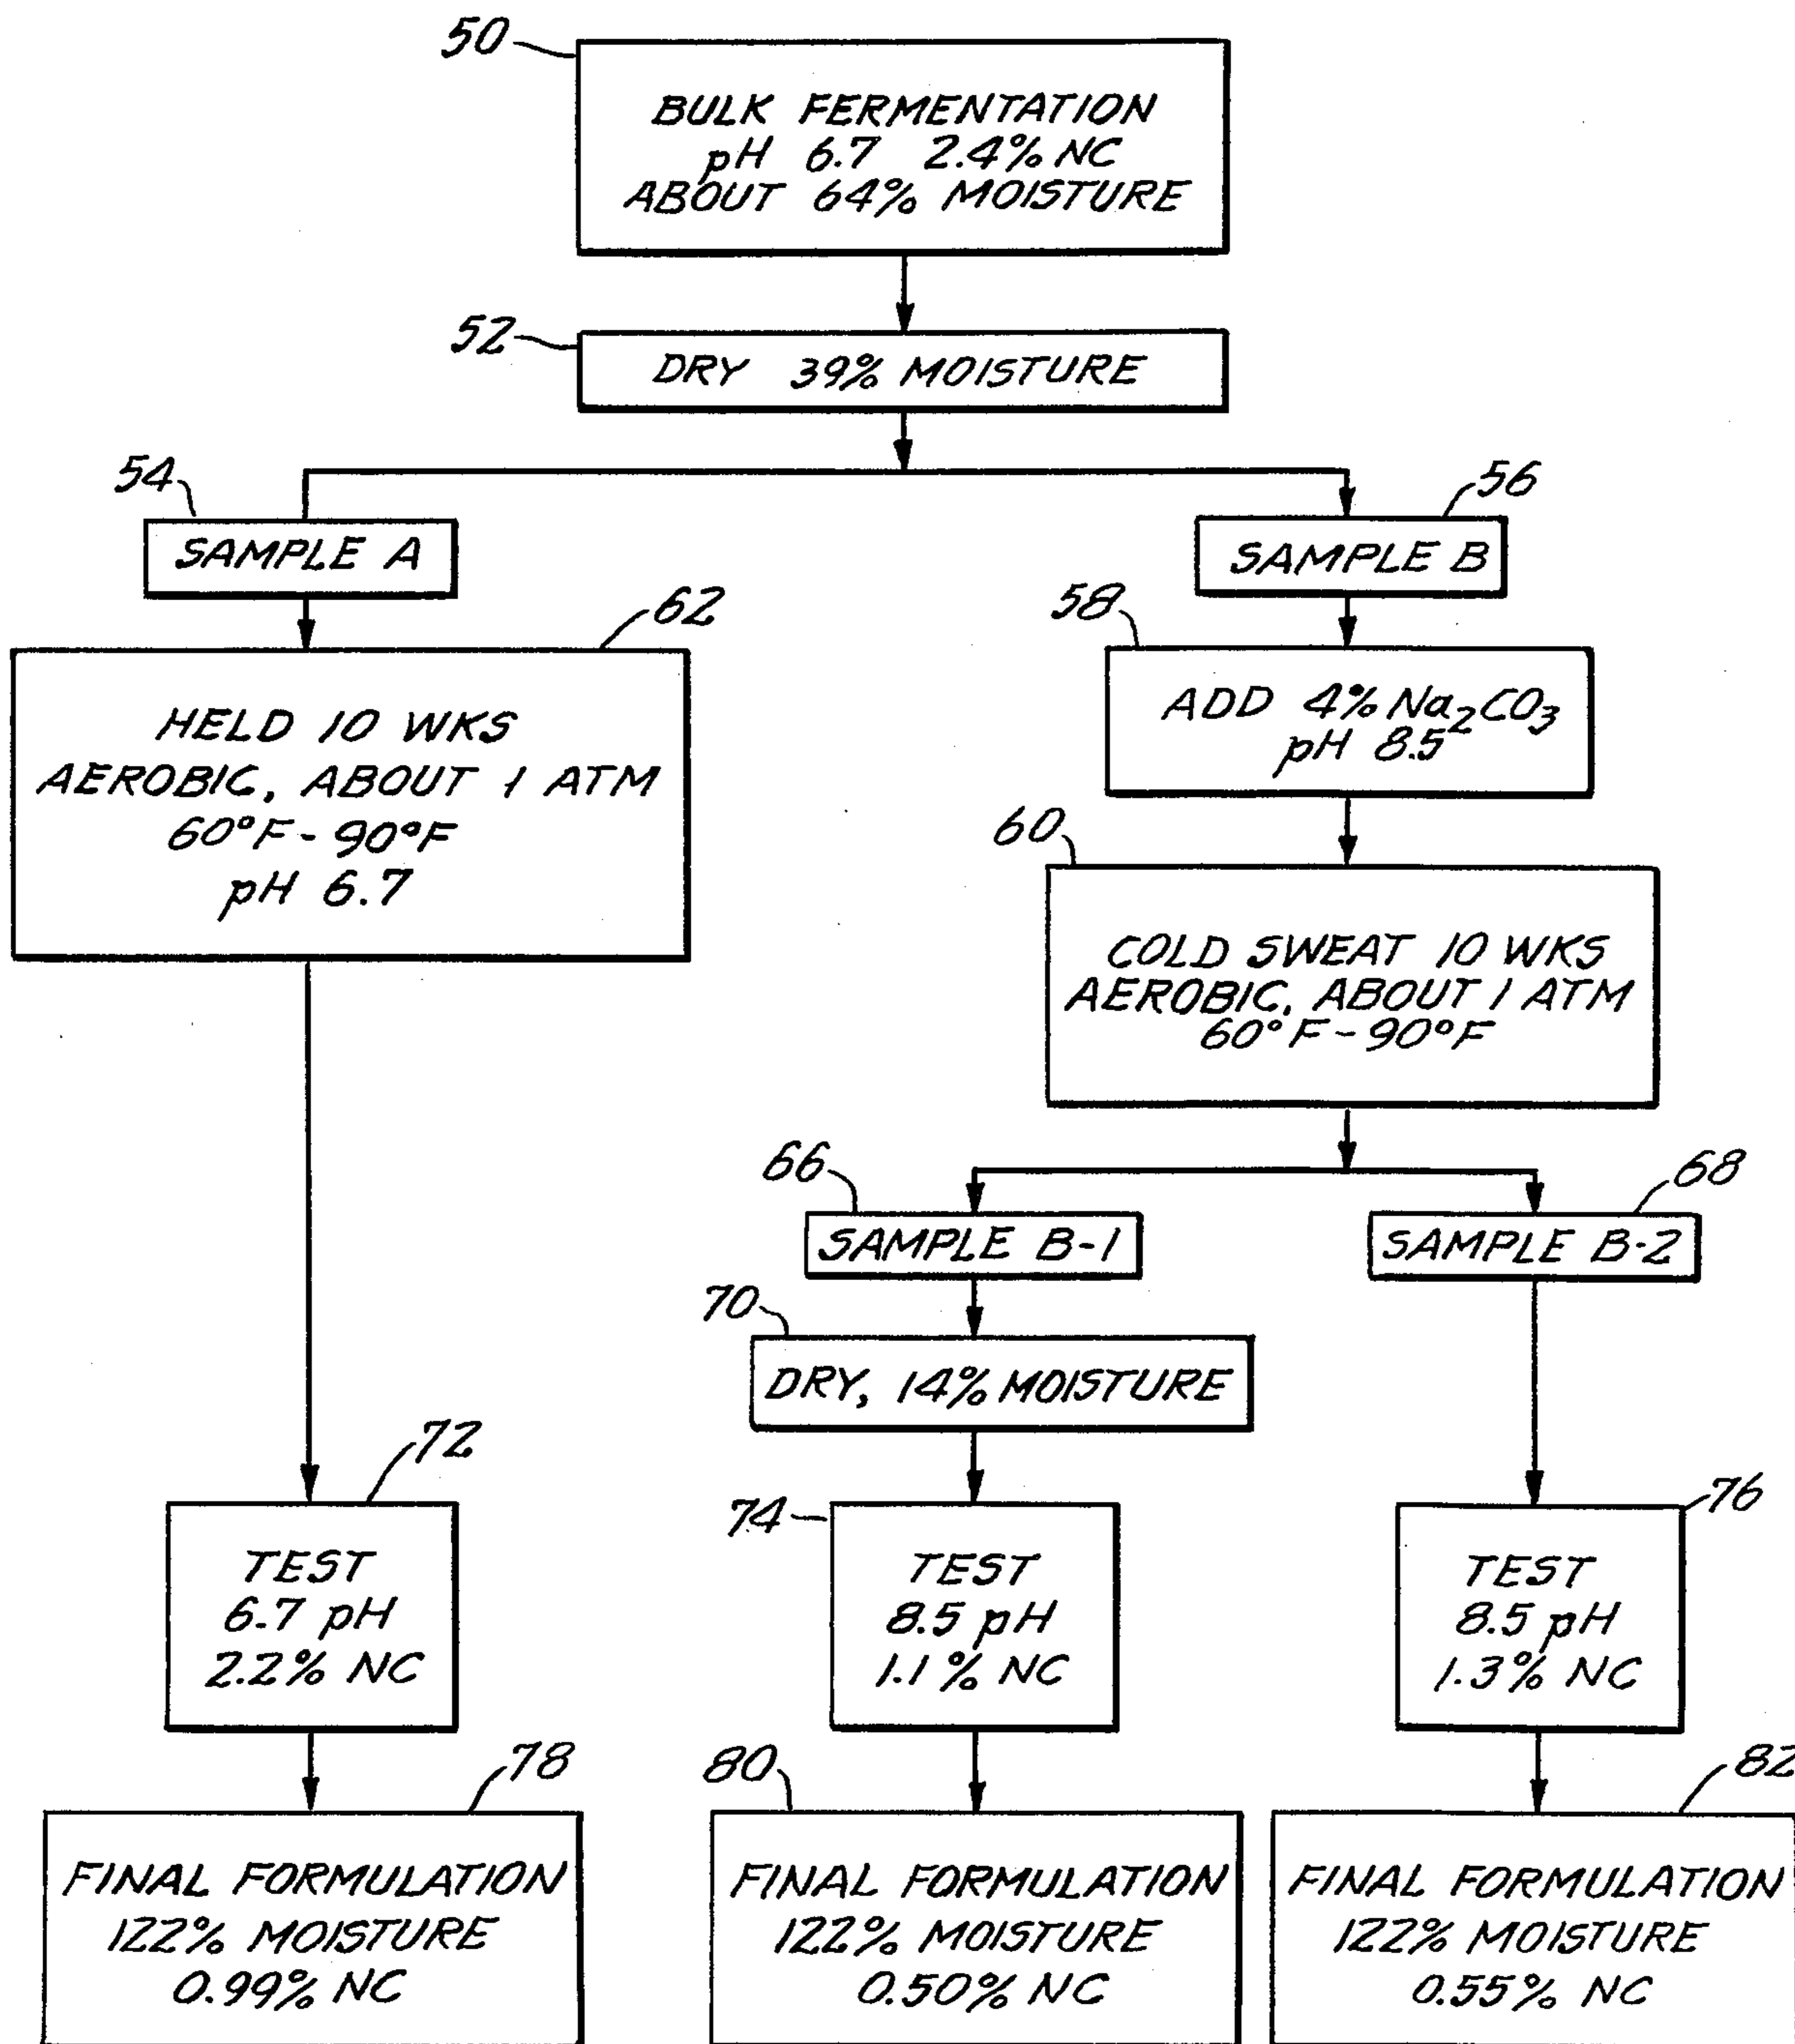 50
BULK FERMENTATION
pH 6.7 2.4% NC
ABOUT 64% MOISTURE
52
DRY 39% MOISTURE
54
SAMPLE A
56
SAMPLE B
62
HELD 10 WKS
AEROBIC, ABOUT 1 ATM
60°F - 90°F
pH 6.7
58
ADD 4% Na₂CO₃
pH 8.5
60
COLD SWEAT 10 WKS
AEROBIC, ABOUT 1 ATM
60°F - 90°F
66
SAMPLE B-1
68
SAMPLE B-2
70
DRY, 14% MOISTURE
72
TEST
6.7 pH
2.2% NC
74
TEST
8.5 pH
1.1% NC
76
TEST
8.5 pH
1.3% NC
78
FINAL FORMULATION
122% MOISTURE
0.99% NC
80
FINAL FORMULATION
122% MOISTURE
0.50% NC
82
FINAL FORMULATION
122% MOISTURE
0.55% NC